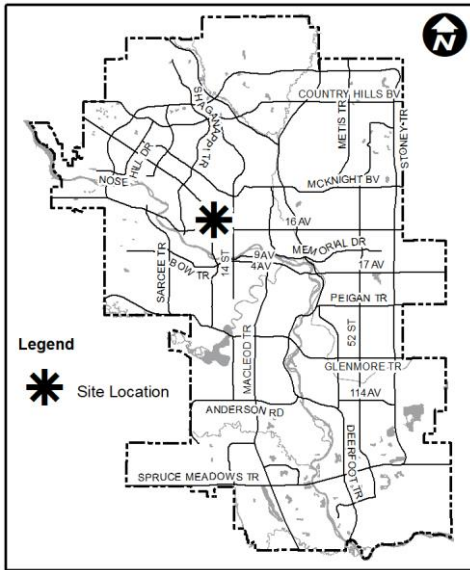 N
COUNTRY HILLS BV
METIS TR
STONEY TR
SHAGANAPPI TR
NOSE HILL DR
MCKNIGHT BV
16 AV
MEMORIAL DR
9 AV
4 AV
17 AV
14 ST
BOW TR
SARCEE TR
PEIGAN TR
52 ST
MACLEOD TR
GLENMORE TR
114 AV
ANDERSON RD
DEERFOOT TR
SPRUCE MEADOWS TR
Legend
Site Location